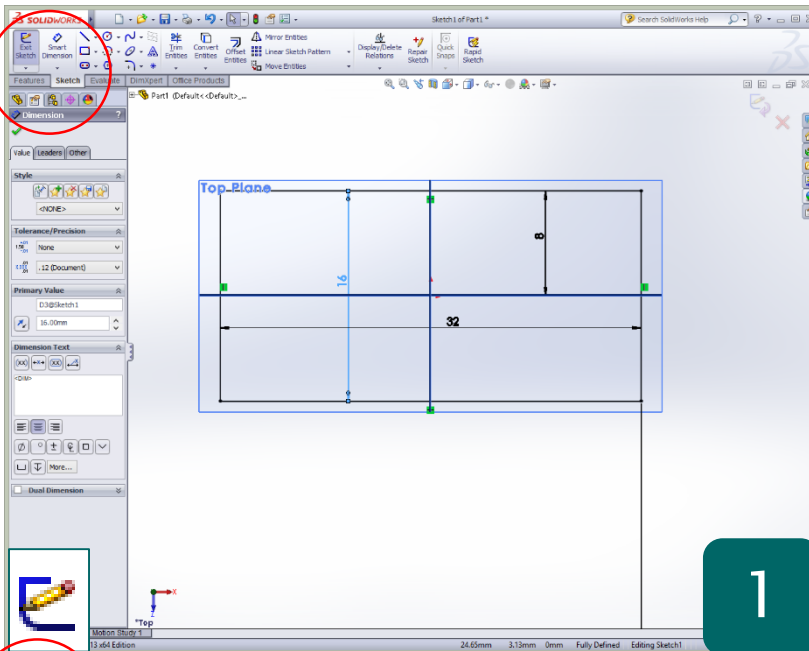 SOLIDWORKS
Sketch1 of Part1 *
Search SolidWorks Help
Exit Sketch
Smart Dimension
Trim Entities
Convert Entities
Offset Entities
Mirror Entities
Linear Sketch Pattern
Move Entities
Display/Delete Relations
Repair Sketch
Quick Snaps
Rapid Sketch
Features Sketch Evaluate DimXpert Office Products
Part1 (Default<<Default>_...
Dimension ?
Value Leaders Other
Style
<NONE>
Tolerance/Precision
None
.12 (Document)
Primary Value
D3@Sketch1
16.00mm
Dimension Text
<DIM>
More...
Dual Dimension
Top Plane
16
8
32
X
Z
*Top
Motion Study 1
13 x64 Edition
24.65mm 3.13mm 0mm Fully Defined Editing Sketch1
1